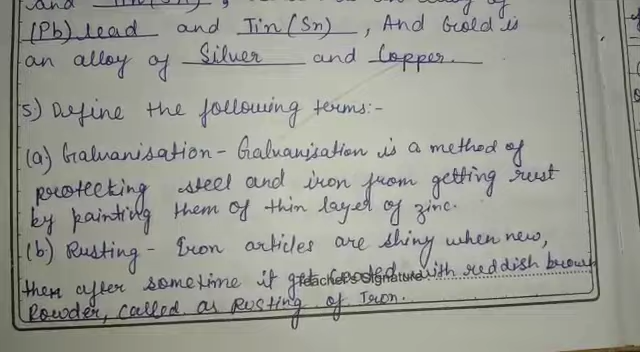 and Tin (Sn),
(Pb) lead and Tin (Sn), And Gold is
an alloy of Silver and Copper.
5) Define the following terms:-
(a) Galvanisation - Galvanisation is a method of
protecting steel and iron from getting rust
by painting them of thin layer of zinc.
(b) Rusting - Iron articles are shiny when new,
then after sometime it get coated with reddish brown
Teacher's Signature
Powder, called as Rusting of Iron.